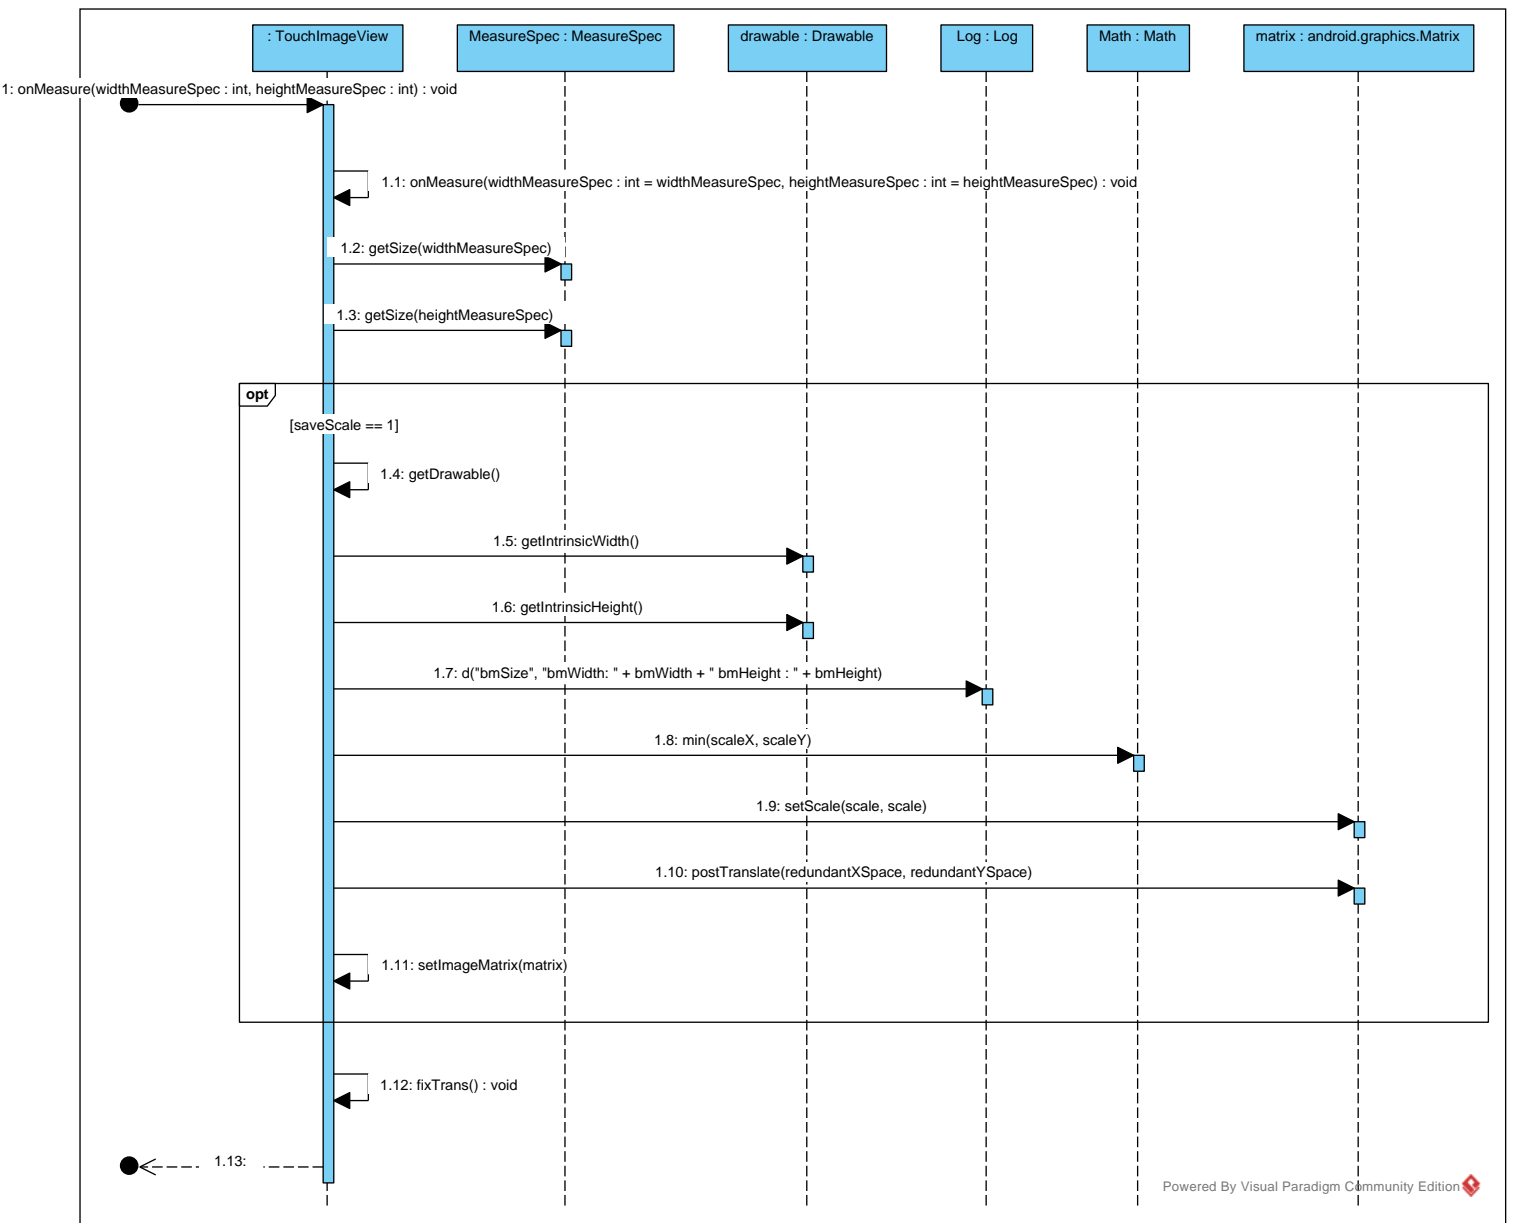 : TouchImageView
MeasureSpec : MeasureSpec
drawable : Drawable
Log : Log
Math : Math
matrix : android.graphics.Matrix
1: onMeasure(widthMeasureSpec : int, heightMeasureSpec : int) : void
1.1: onMeasure(widthMeasureSpec : int = widthMeasureSpec, heightMeasureSpec : int = heightMeasureSpec) : void
1.2: getSize(widthMeasureSpec)
1.3: getSize(heightMeasureSpec)
opt
[saveScale == 1]
1.4: getDrawable()
1.5: getIntrinsicWidth()
1.6: getIntrinsicHeight()
1.7: d("bmSize", "bmWidth: " + bmWidth + " bmHeight : " + bmHeight)
1.8: min(scaleX, scaleY)
1.9: setScale(scale, scale)
1.10: postTranslate(redundantXSpace, redundantYSpace)
1.11: setImageMatrix(matrix)
1.12: fixTrans() : void
1.13:
Powered By Visual Paradigm Community Edition